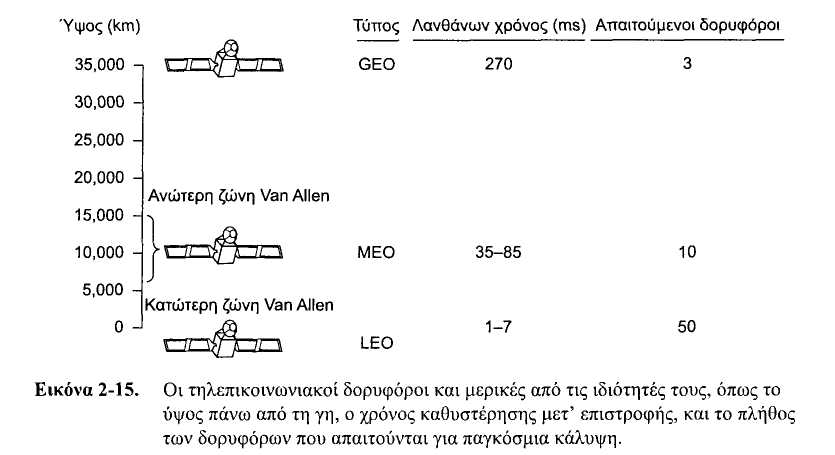 Ύψος (km) Τύπος Λανθάνων χρόνος (ms) Απαιτούμενοι δορυφόροι
35,000 GEO 270 3
30,000
25,000
20,000
Ανώτερη ζώνη Van Allen
15,000
10,000 MEO 35–85 10
5,000
Κατώτερη ζώνη Van Allen
0 LEO 1–7 50
Εικόνα 2-15. Οι τηλεπικοινωνιακοί δορυφόροι και μερικές από τις ιδιότητές τους, όπως το
ύψος πάνω από τη γη, ο χρόνος καθυστέρησης μετ’ επιστροφής, και το πλήθος
των δορυφόρων που απαιτούνται για παγκόσμια κάλυψη.